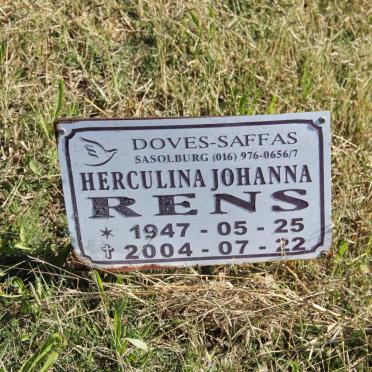 DOVES-SAFFAS
SASOLBURG (016) 976-0656/7
HERCULINA JOHANNA
RENS
* 1947 - 05 - 25
✝ 2004 - 07 - 22